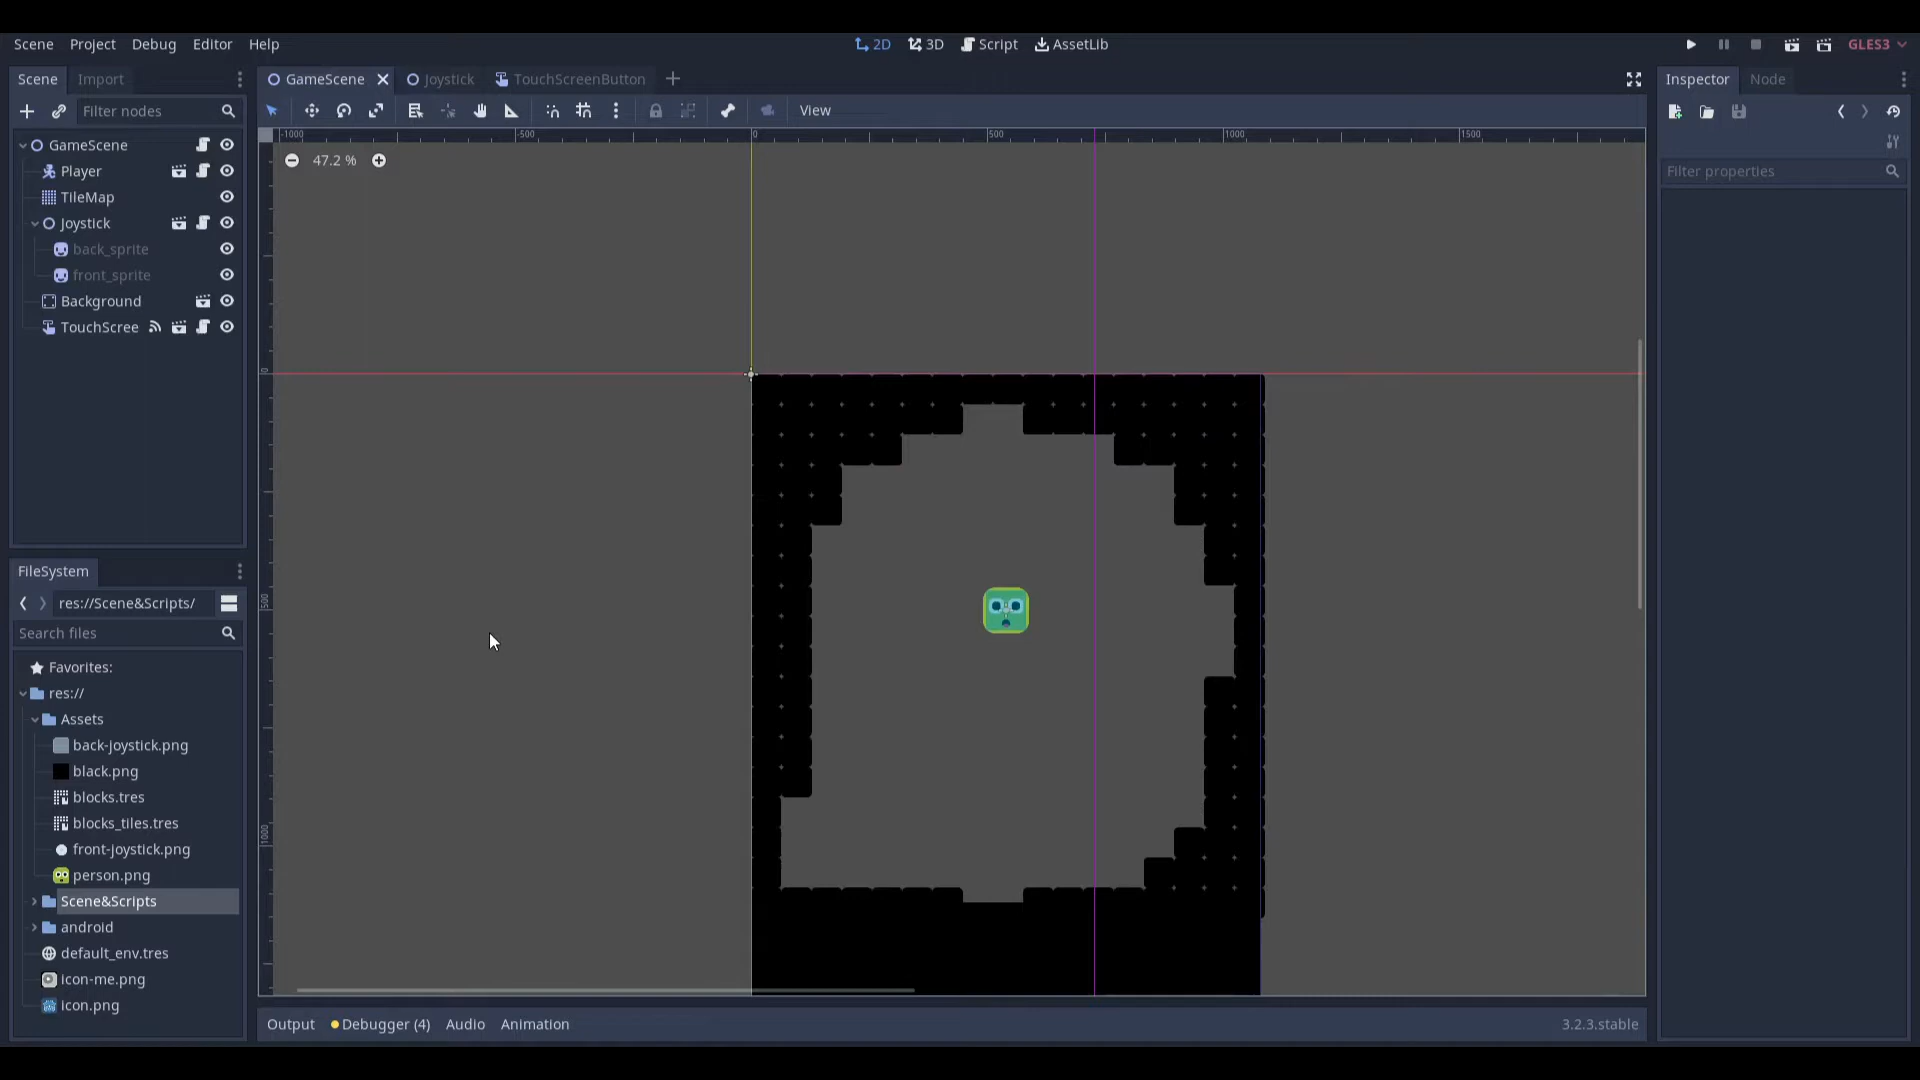 Scene Project Debug Editor Help 2D 3D Script AssetLib GLES3
Scene Import GameScene Joystick TouchScreenButton Inspector Node
Filter nodes View
-1000 -500 0 500 1000 1500
GameScene
47.2 %
Player
Filter properties
TileMap
Joystick
back_sprite
front_sprite
Background
TouchScree
0
FileSystem
res://Scene&Scripts/
500
Search files
Favorites:
res://
Assets
back-joystick.png
black.png
blocks.tres
blocks_tiles.tres
1000
front-joystick.png
person.png
Scene&Scripts
android
default_env.tres
icon-me.png
icon.png
Output Debugger (4) Audio Animation 3.2.3.stable